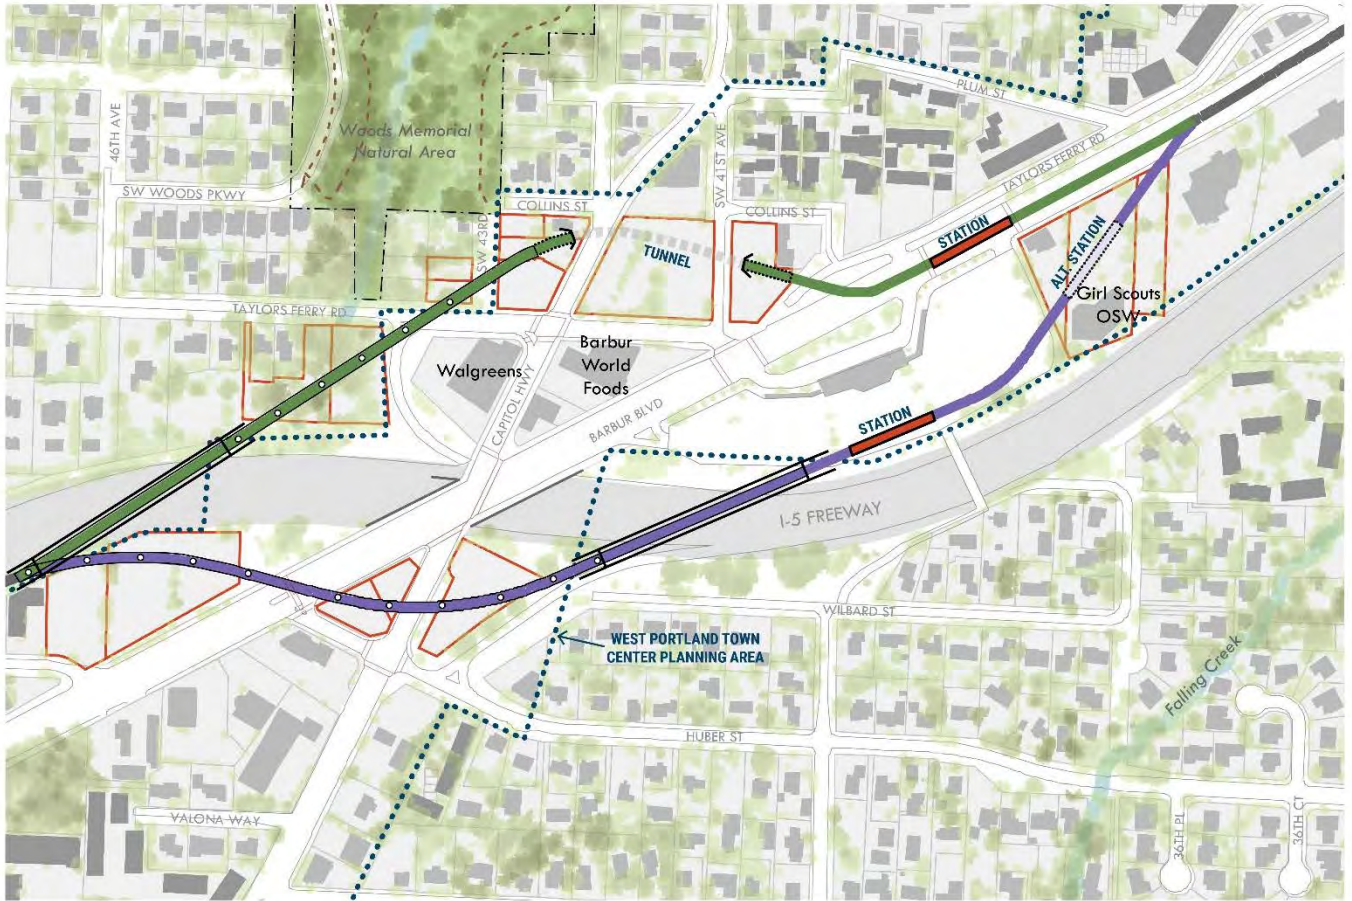 46TH AVE
Woods Memorial
Natural Area
SW WOODS PKWY
COLLINS ST
SW 43RD
SW 41 ST AVE
COLLINS ST
PLUM ST
TAYLORS FERRY RD
STATION
TUNNEL
ALT. STATION
Girl Scouts
OSW
TAYLORS FERRY RD
Walgreens
Barbur
World
Foods
CAPITOL HWY
BARBUR BLVD
STATION
I-5 FREEWAY
WILBARD ST
WEST PORTLAND TOWN
CENTER PLANNING AREA
Falling Creek
HUBER ST
VALONA WAY
36TH PL
36TH CT